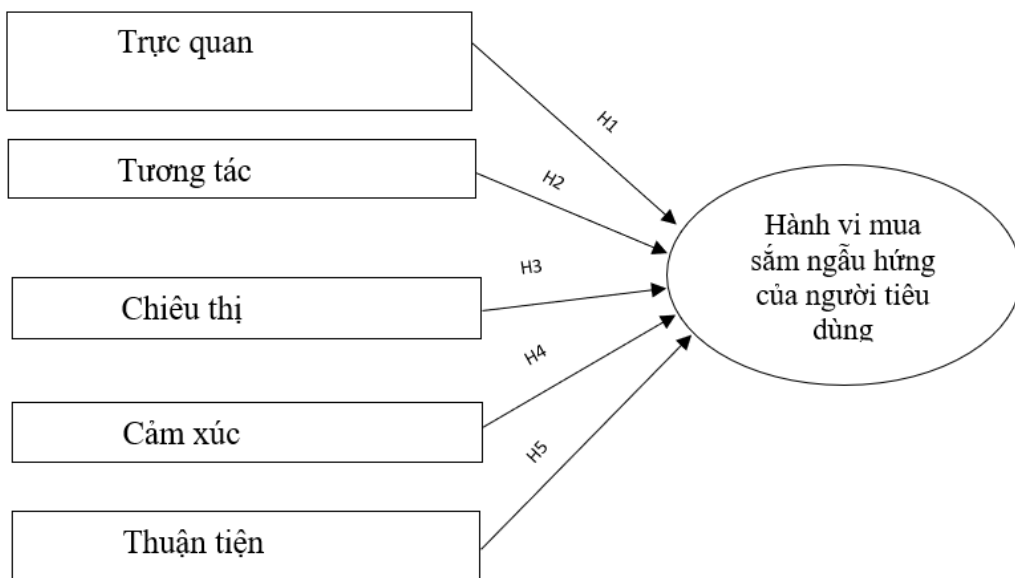 Trực quan
H1
Tương tác
H2
Hành vi mua
sắm ngẫu hứng
của người tiêu
dùng
H3
Chiêu thị
H4
Cảm xúc
H5
Thuận tiện